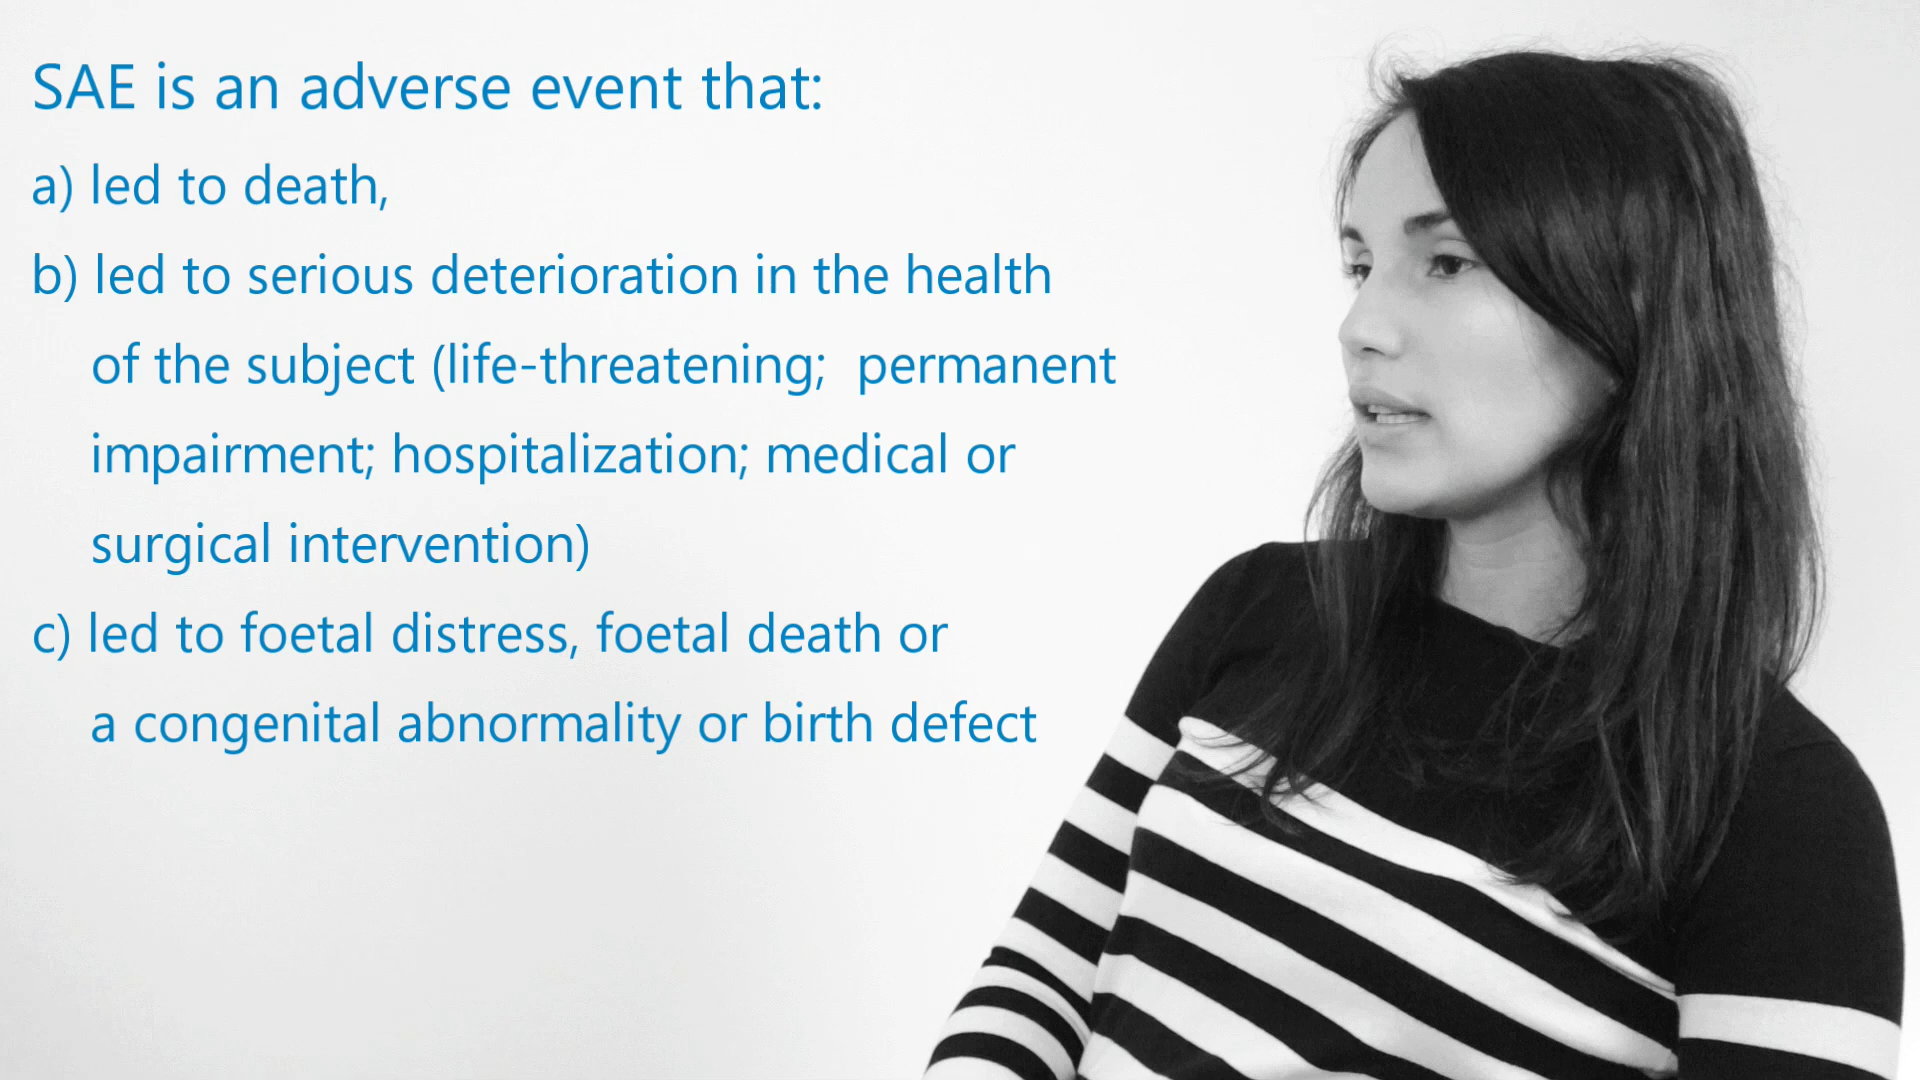 SAE is an adverse event that:
a) led to death,
b) led to serious deterioration in the health
of the subject (life-threatening;  permanent
impairment; hospitalization; medical or
surgical intervention)
c) led to foetal distress, foetal death or
a congenital abnormality or birth defect